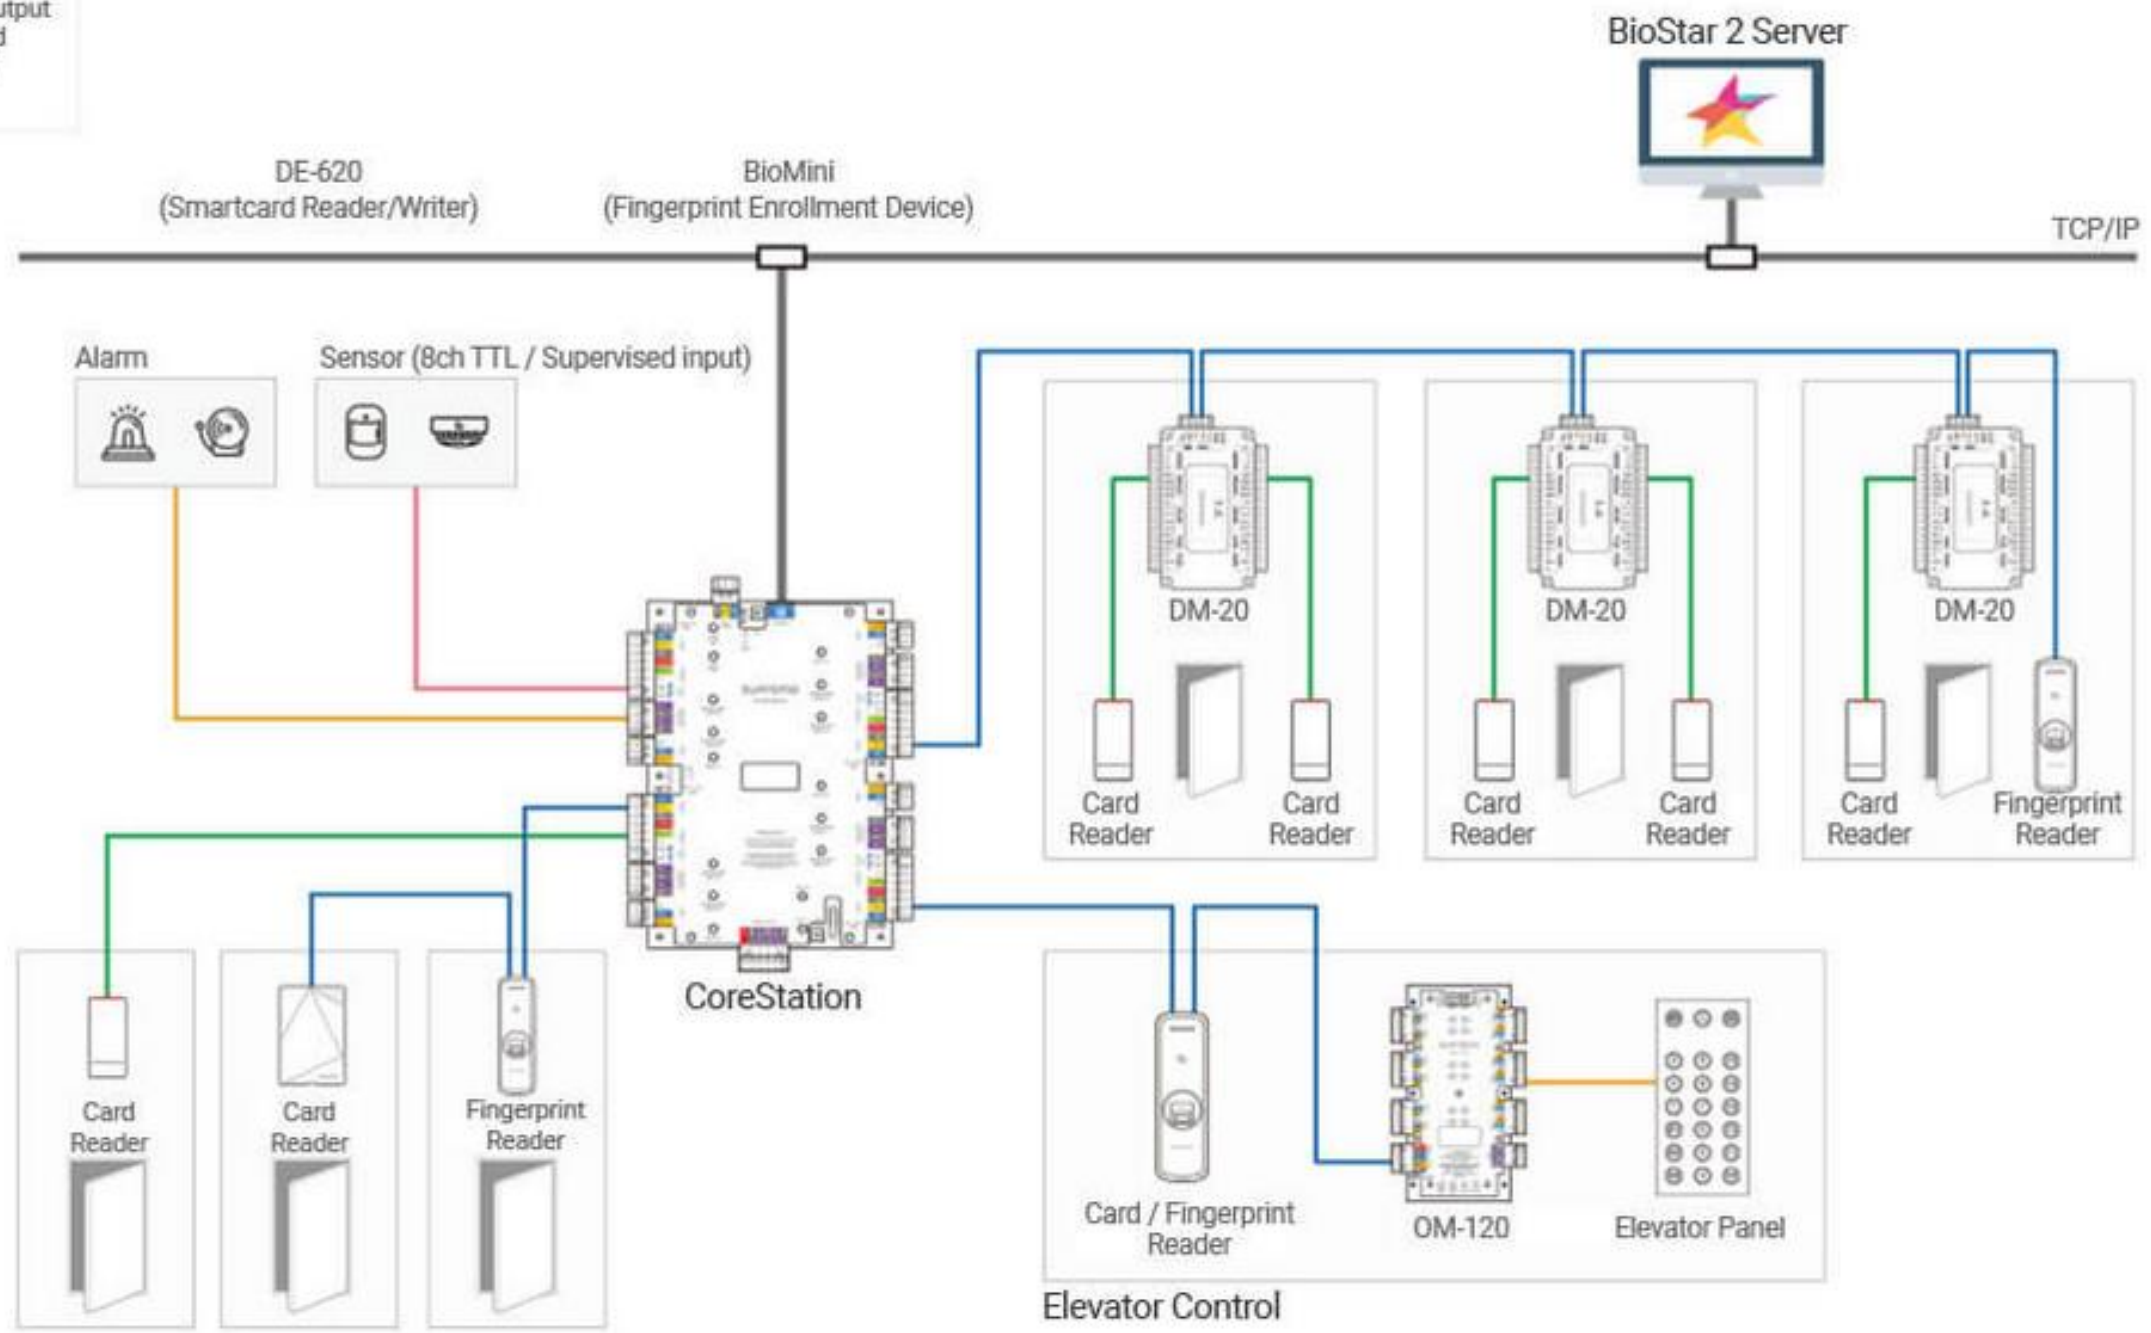 BioStar 2 Server
DE-620
(Smartcard Reader/Writer)
BioMini
(Fingerprint Enrollment Device)
TCP/IP
Alarm
Sensor (8ch TTL / Supervised input)
DM-20
DM-20
DM-20
Card
Reader
Card
Reader
Card
Reader
Card
Reader
Card
Reader
Fingerprint
Reader
CoreStation
Card
Reader
Card
Reader
Fingerprint
Reader
Card / Fingerprint
Reader
OM-120
Elevator Panel
Elevator Control